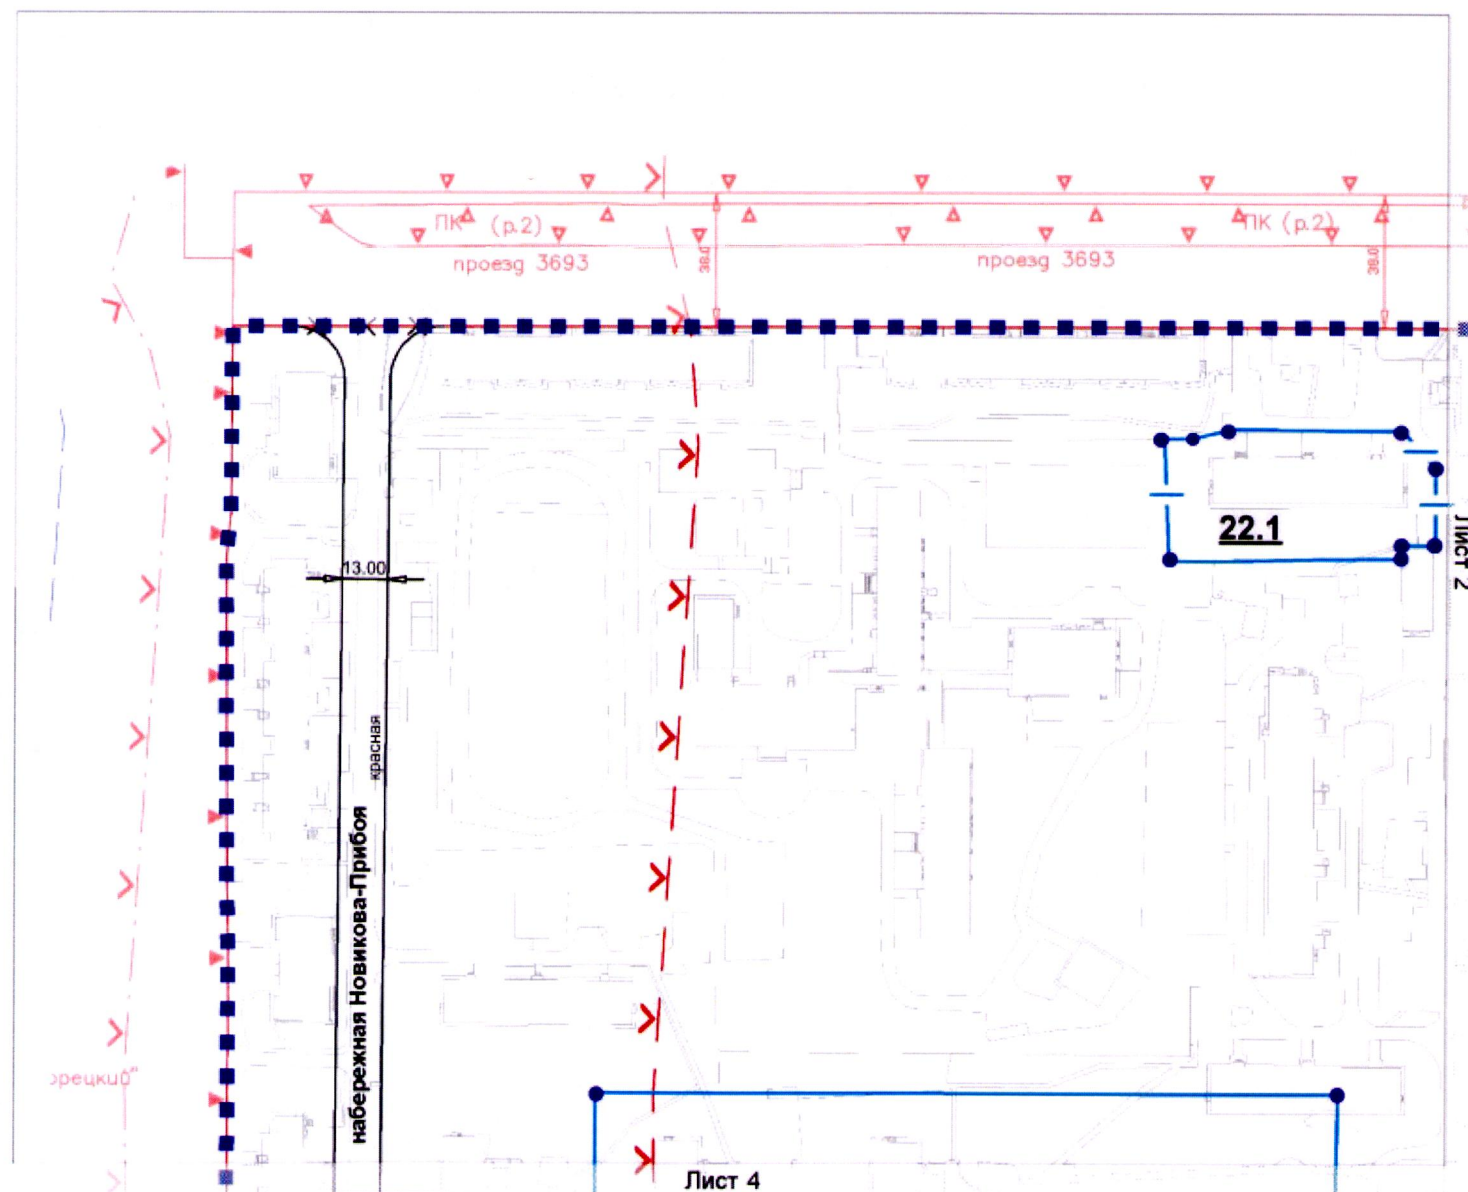 ПК (р.2)
ПК (р.2)
проезд 3693
проезд 3693
38.0
38.0
22.1
Лист 2
13.00
красная
набережная Новикова-Прибоя
орецкий"
Лист 4